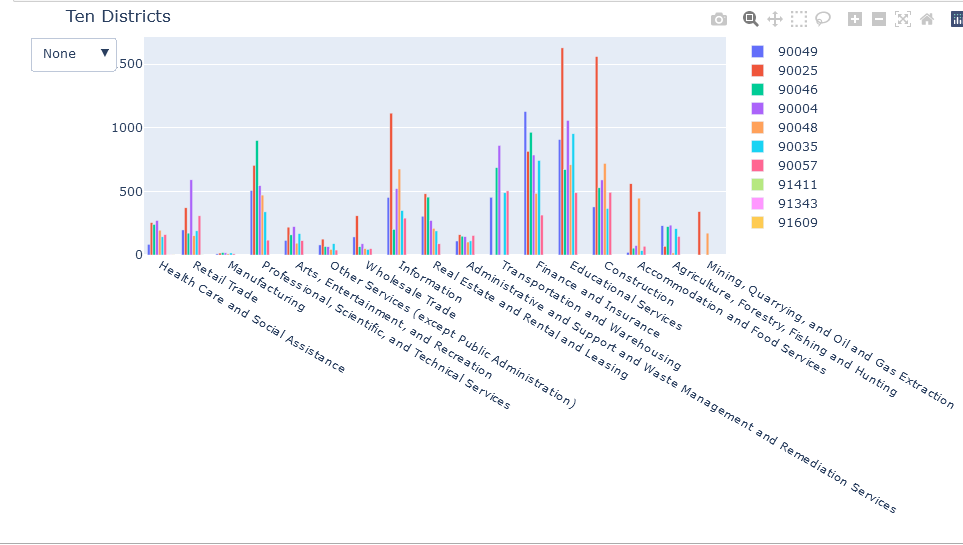 Ten Districts
None ▼
500
1000
500
0
Health Care and Social Assistance
Retail Trade
Manufacturing
Professional, Scientific, and Technical Services
Arts, Entertainment, and Recreation
Other Services (except Public Administration)
Wholesale Trade
Information
Real Estate and Rental and Leasing
Administrative and Support and Waste Management and Remediation Services
Transportation and Warehousing
Finance and Insurance
Educational Services
Construction
Accommodation and Food Services
Agriculture, Forestry, Fishing and Hunting
Mining, Quarrying, and Oil and Gas Extraction
90049
90025
90046
90004
90048
90035
90057
91411
91343
91609